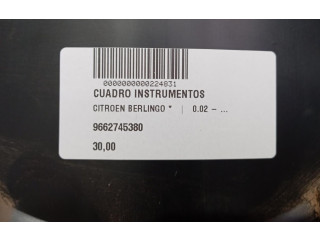 0000000000224831
CUADRO INSTRUMENTOS
CITROEN BERLINGO * | 0.02 - ...
9662745380
30,00